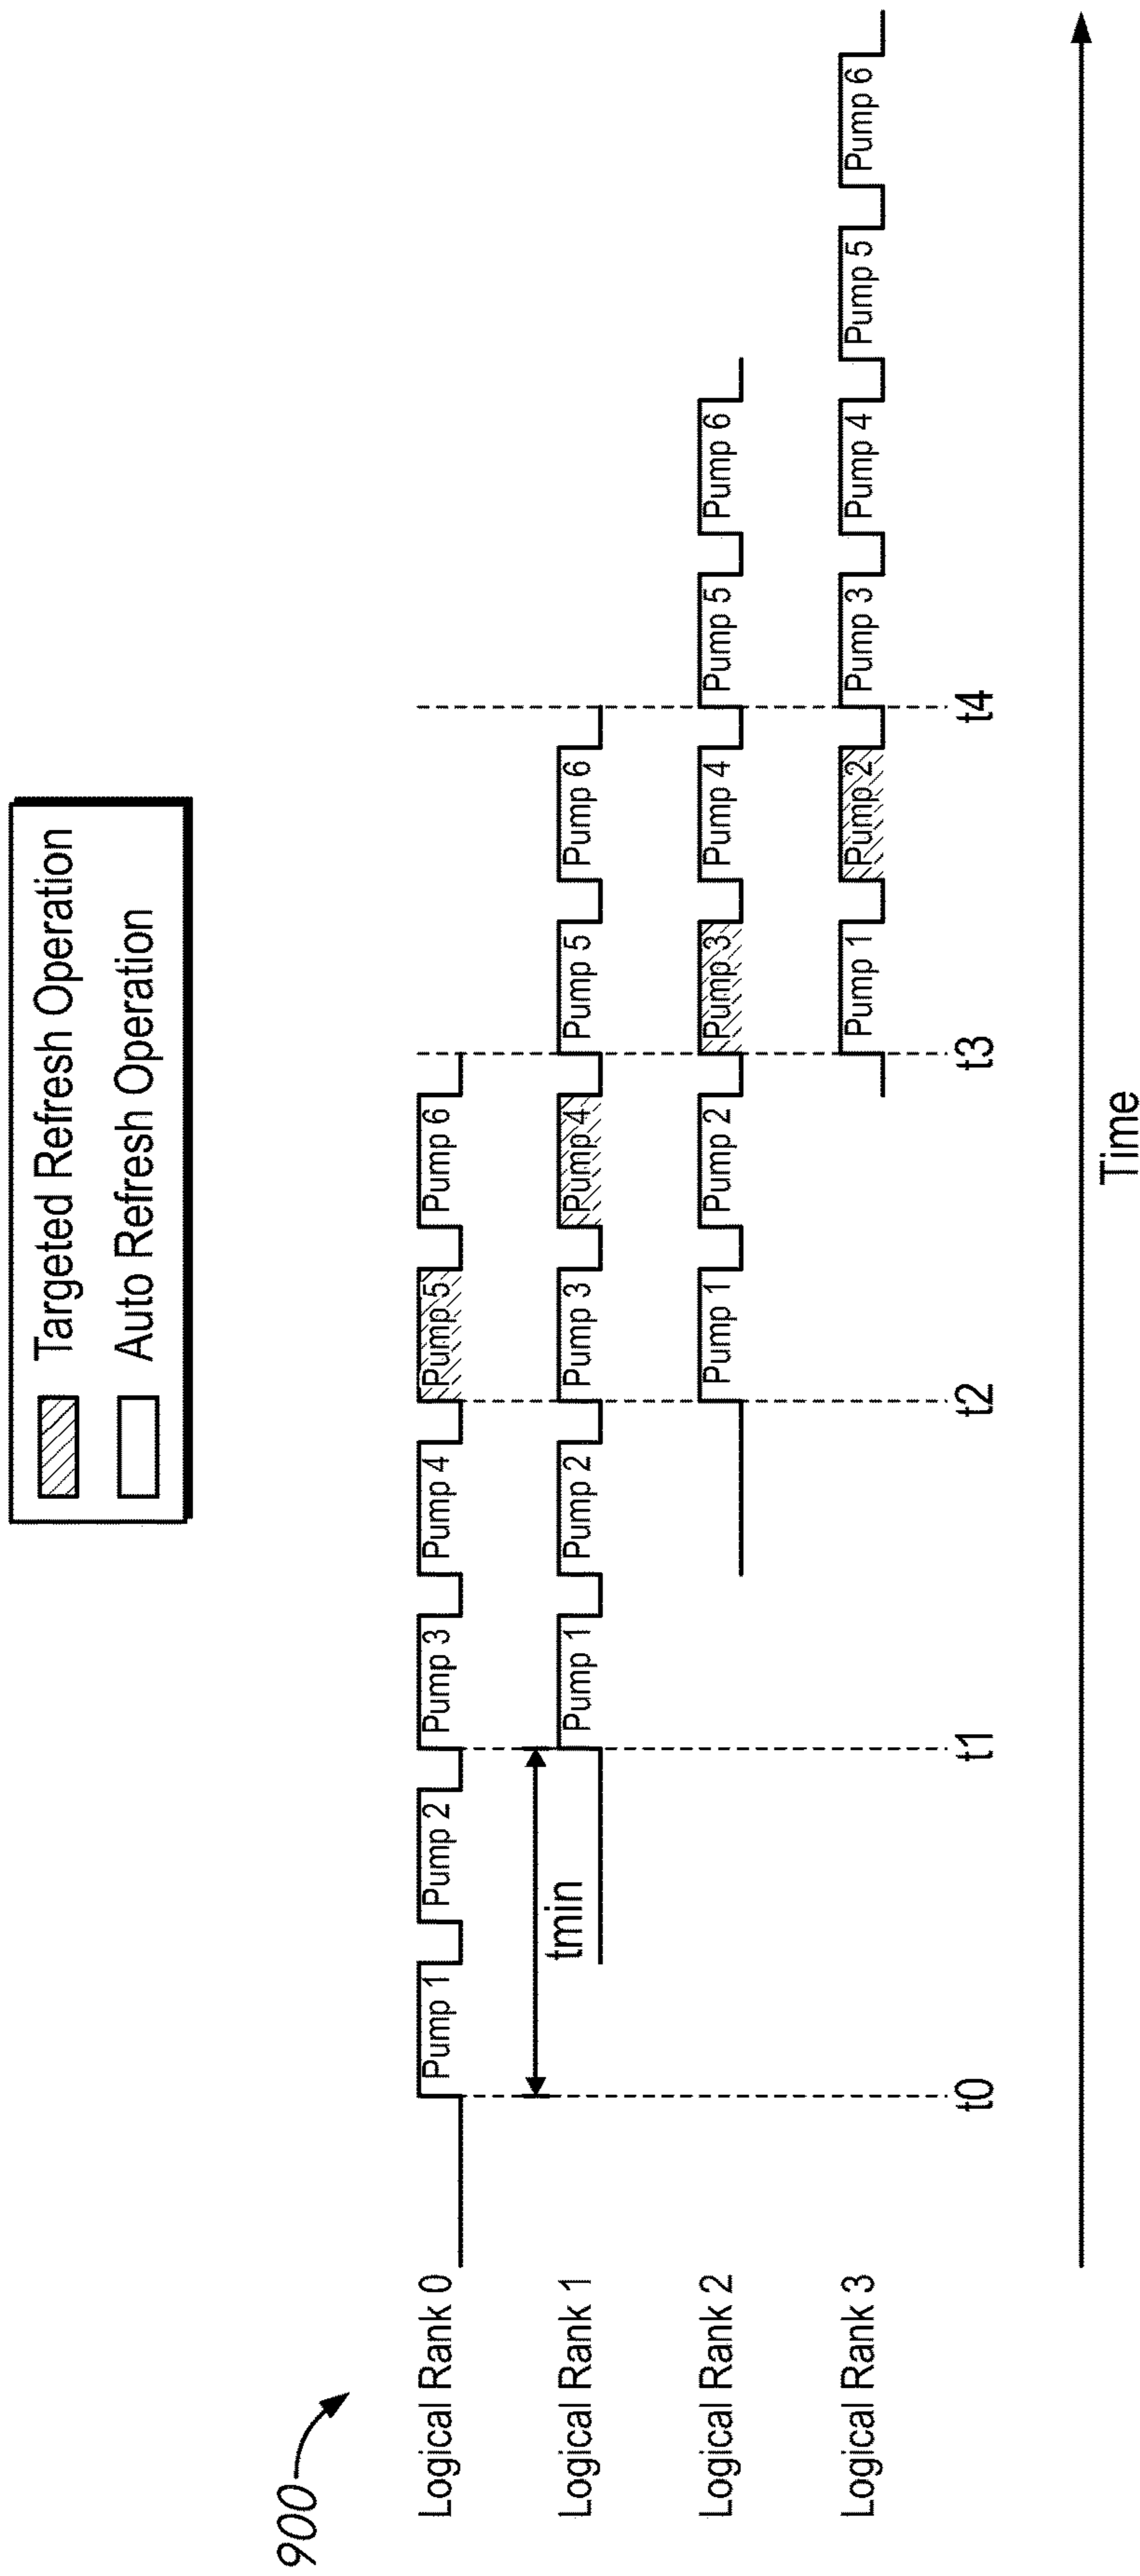 Targeted Refresh Operation
Auto Refresh Operation
900
Logical Rank 0
Pump 1
Pump 2
Pump 3
Pump 4
Pump 5
Pump 6
tmin
Logical Rank 1
Pump 1
Pump 2
Pump 3
Pump 4
Pump 5
Pump 6
Logical Rank 2
Pump 1
Pump 2
Pump 3
Pump 4
Pump 5
Pump 6
Logical Rank 3
Pump 1
Pump 2
Pump 3
Pump 4
Pump 5
Pump 6
t0
t1
t2
t3
t4
Time